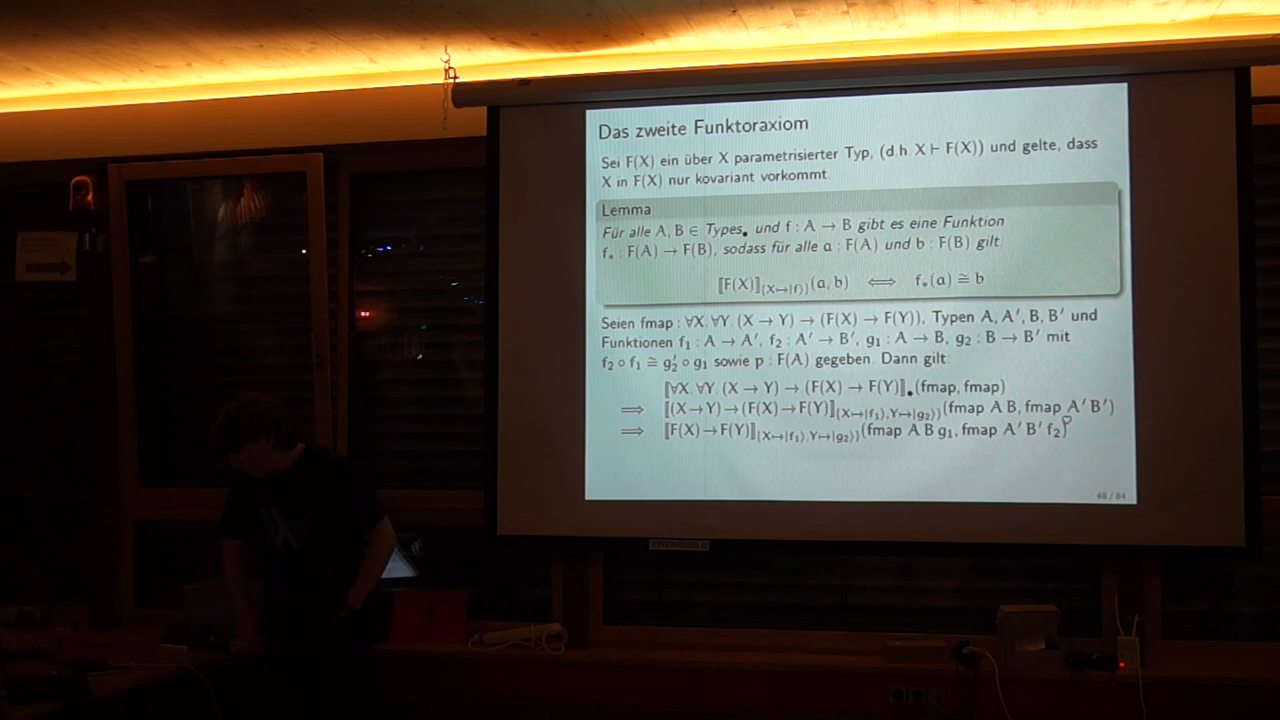 Das zweite Funktoraxiom
Sei F(X) ein über X parametrisierter Typ, (d.h. X ⊢ F(X)) und gelte, dass
X in F(X) nur kovariant vorkommt.
Lemma
Für alle A, B ∈ Types• und f : A → B gibt es eine Funktion
f• : F(A) → F(B), sodass für alle a : F(A) und b : F(B) gilt
⟦F(X)⟧{X↦|f⟩}(a, b) ⟺ f•(a) ≅ b
Seien fmap : ∀X. ∀Y. (X → Y) → (F(X) → F(Y)), Typen A, A′, B, B′ und
Funktionen f₁ : A → A′, f₂ : A′ → B′, g₁ : A → B, g₂ : B → B′ mit
f₂ ∘ f₁ ≅ g₂′ ∘ g₁ sowie p : F(A) gegeben. Dann gilt
⟦∀X. ∀Y. (X → Y) → (F(X) → F(Y)⟧•(fmap, fmap)
⟹ ⟦(X→Y)→(F(X)→F(Y)⟧{X↦|f₁⟩,Y↦|g₂⟩}(fmap A B, fmap A′ B′)
⟹ ⟦F(X)→F(Y)⟧{X↦|f₁⟩,Y↦|g₂⟩}(fmap A B g₁, fmap A′ B′ f₂)
48 / 84